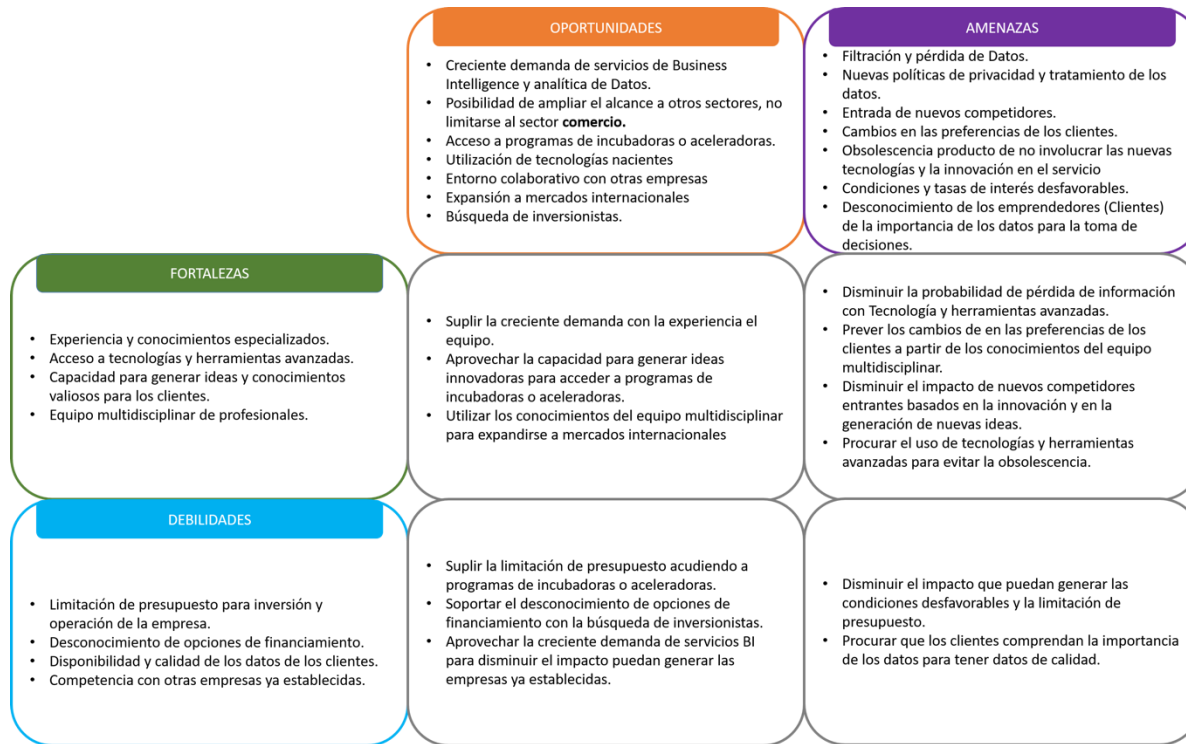 OPORTUNIDADES
• Creciente demanda de servicios de Business
Intelligence y analítica de Datos.
• Posibilidad de ampliar el alcance a otros sectores, no
limitarse al sector comercio.
• Acceso a programas de incubadoras o aceleradoras.
• Utilización de tecnologías nacientes
• Entorno colaborativo con otras empresas
• Expansión a mercados internacionales
• Búsqueda de inversionistas.
AMENAZAS
• Filtración y pérdida de Datos.
• Nuevas políticas de privacidad y tratamiento de los
datos.
• Entrada de nuevos competidores.
• Cambios en las preferencias de los clientes.
• Obsolescencia producto de no involucrar las nuevas
tecnologías y la innovación en el servicio
• Condiciones y tasas de interés desfavorables.
• Desconocimiento de los emprendedores (Clientes)
de la importancia de los datos para la toma de
decisiones.
FORTALEZAS
• Experiencia y conocimientos especializados.
• Acceso a tecnologías y herramientas avanzadas.
• Capacidad para generar ideas y conocimientos
valiosos para los clientes.
• Equipo multidisciplinar de profesionales.
• Suplir la creciente demanda con la experiencia el
equipo.
• Aprovechar la capacidad para generar ideas
innovadoras para acceder a programas de
incubadoras o aceleradoras.
• Utilizar los conocimientos del equipo multidisciplinar
para expandirse a mercados internacionales
• Disminuir la probabilidad de pérdida de información
con Tecnología y herramientas avanzadas.
• Prever los cambios de en las preferencias de los
clientes a partir de los conocimientos del equipo
multidisciplinar.
• Disminuir el impacto de nuevos competidores
entrantes basados en la innovación y en la
generación de nuevas ideas.
• Procurar el uso de tecnologías y herramientas
avanzadas para evitar la obsolescencia.
DEBILIDADES
• Limitación de presupuesto para inversión y
operación de la empresa.
• Desconocimiento de opciones de financiamiento.
• Disponibilidad y calidad de los datos de los clientes.
• Competencia con otras empresas ya establecidas.
• Suplir la limitación de presupuesto acudiendo a
programas de incubadoras o aceleradoras.
• Soportar el desconocimiento de opciones de
financiamiento con la búsqueda de inversionistas.
• Aprovechar la creciente demanda de servicios BI
para disminuir el impacto puedan generar las
empresas ya establecidas.
• Disminuir el impacto que puedan generar las
condiciones desfavorables y la limitación de
presupuesto.
• Procurar que los clientes comprendan la importancia
de los datos para tener datos de calidad.